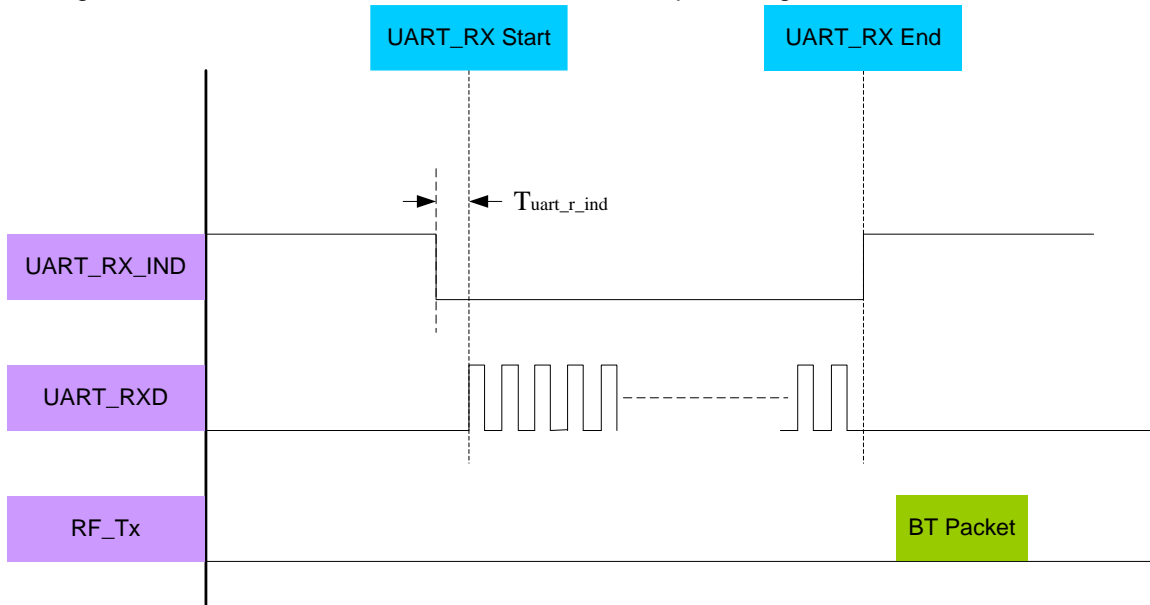 UART_RX Start
UART_RX End
Tuart_r_ind
UART_RX_IND
UART_RXD
RF_Tx
BT Packet